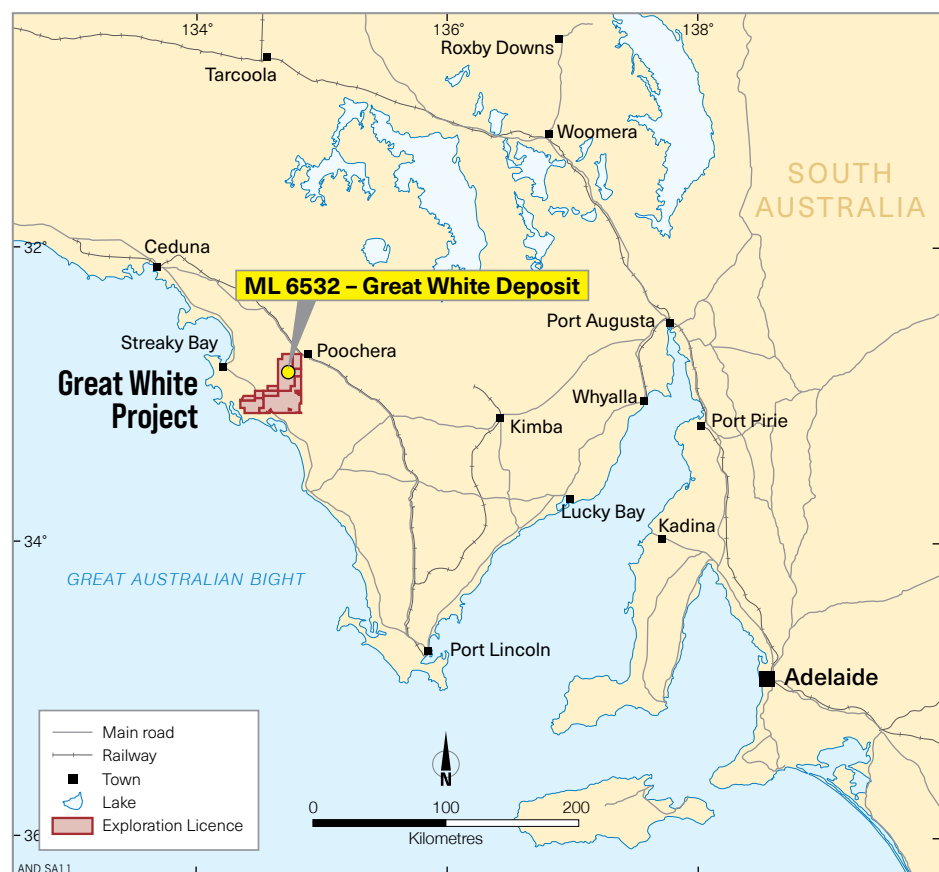 134°
136°
138°
Roxby Downs
Tarcoola
Woomera
SOUTH
AUSTRALIA
32°
Ceduna
ML 6532 – Great White Deposit
Port Augusta
Streaky Bay
Poochera
Great White
Project
Whyalla
Kimba
Port Pirie
Lucky Bay
Kadina
34°
GREAT AUSTRALIAN BIGHT
Port Lincoln
Adelaide
Main road
Railway
Town
Lake
Exploration Licence
N
0 100 200
Kilometres
AND SA11